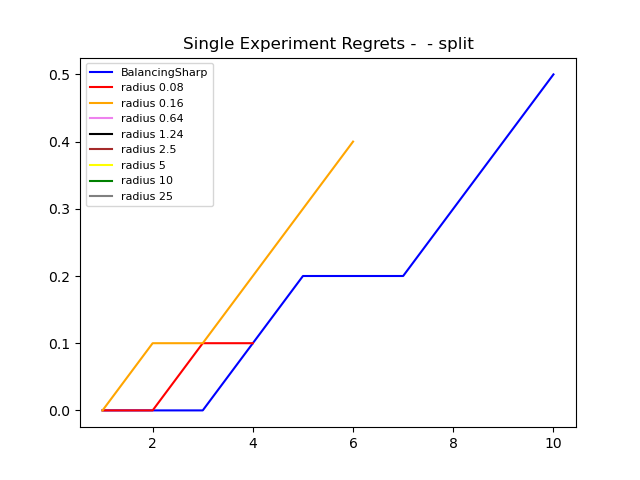 Single Experiment Regrets -  - split
BalancingSharp
radius 0.08
radius 0.16
radius 0.64
radius 1.24
radius 2.5
radius 5
radius 10
radius 25
0.5
0.4
0.3
0.2
0.1
0.0
2 4 6 8 10